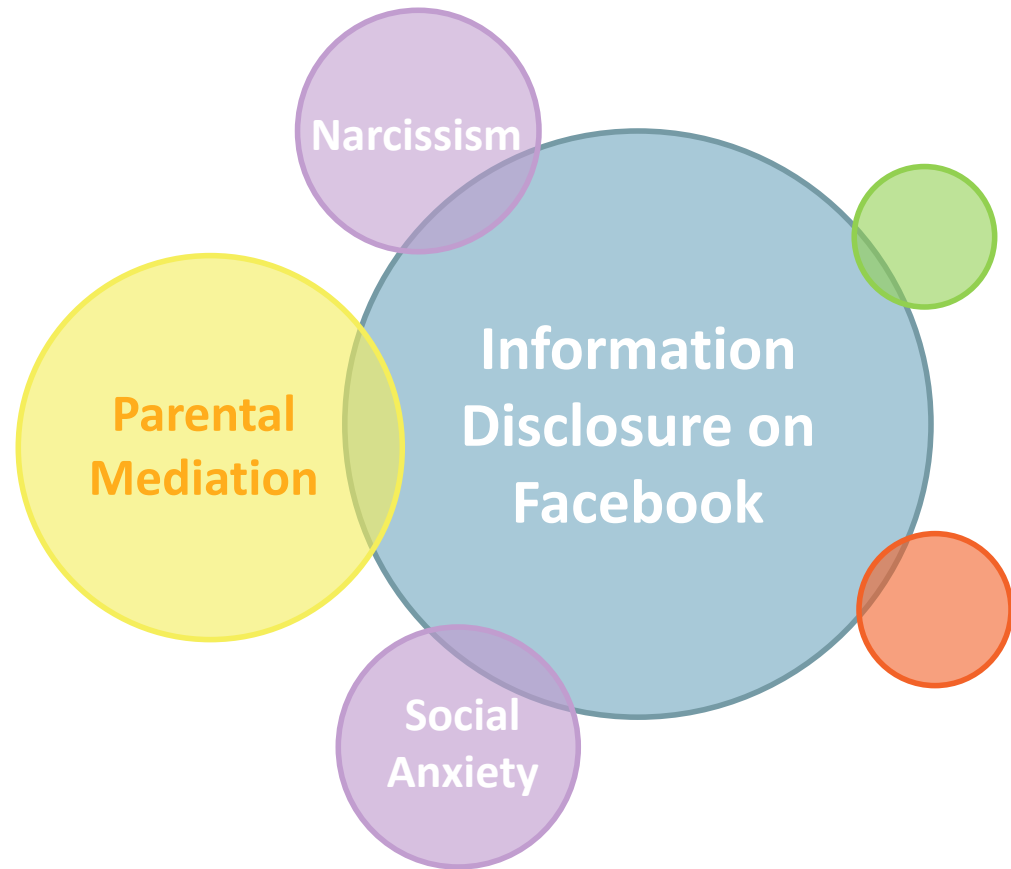 Narcissism
Information
Disclosure on
Facebook
Parental
Mediation
Social
Anxiety